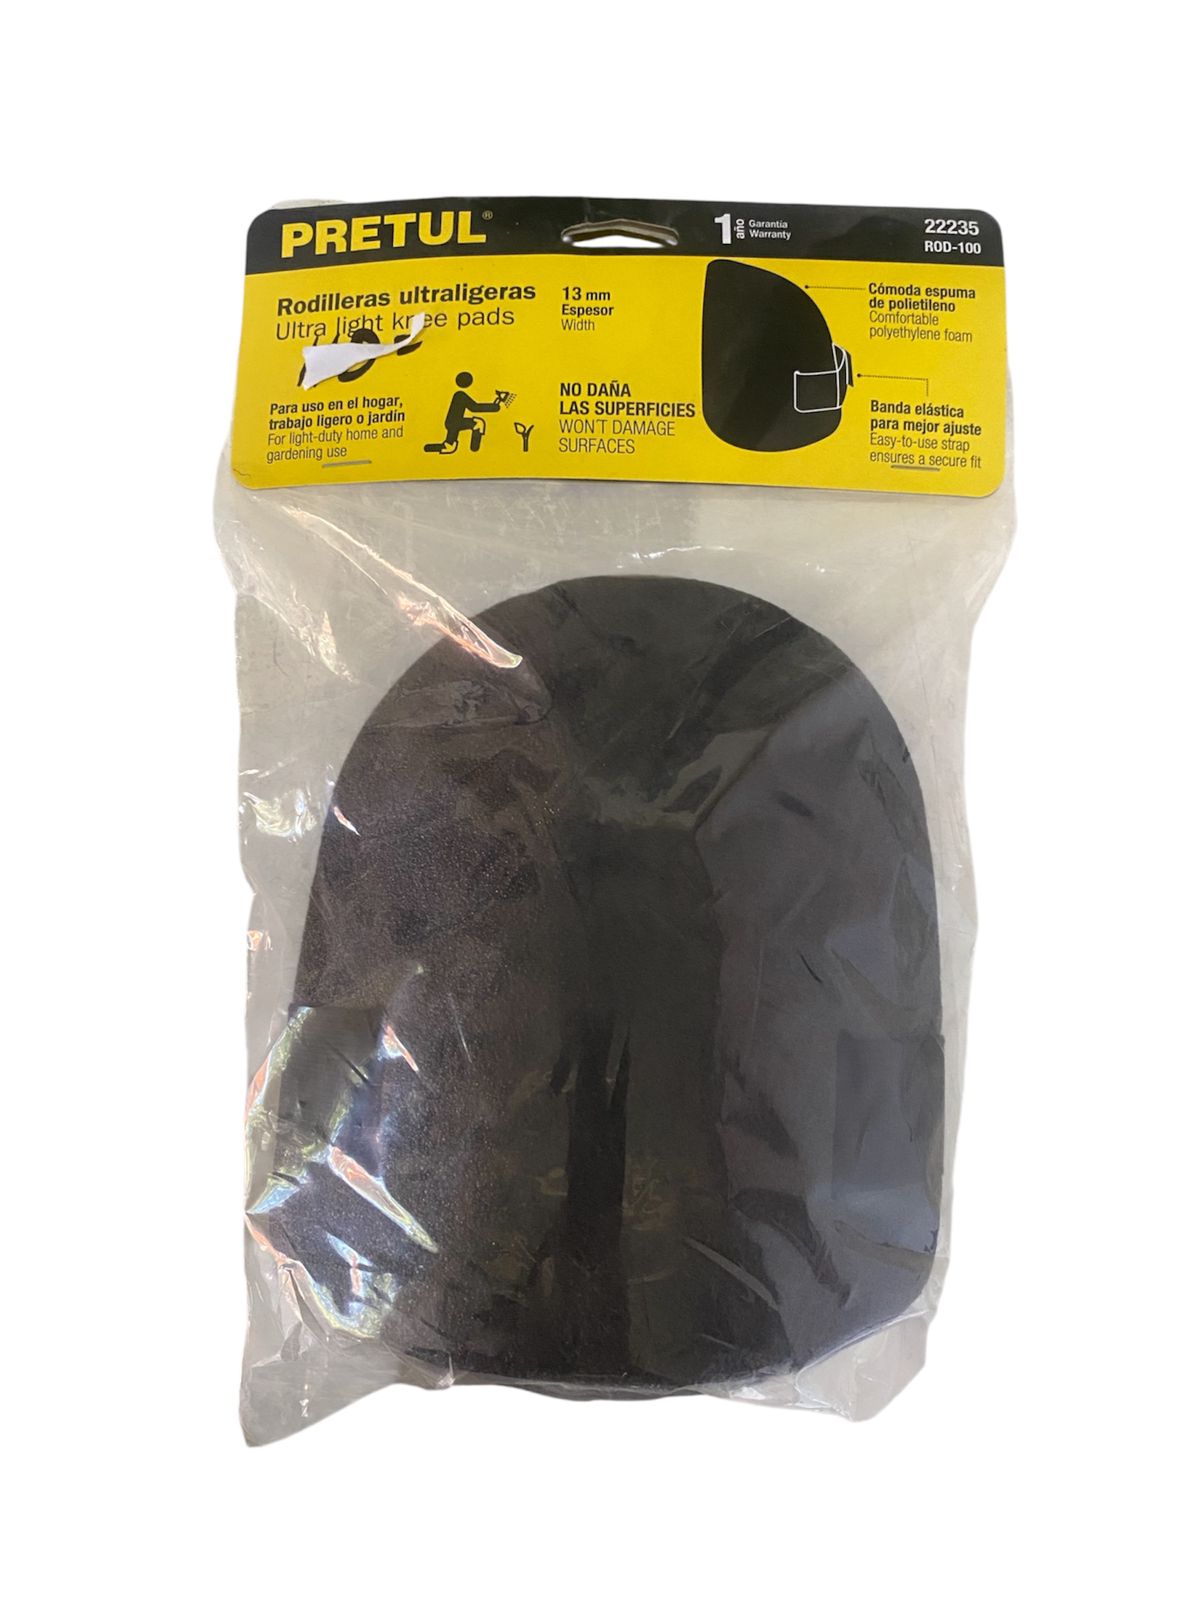 PRETUL®
1 año Garantía
Warranty
22235
ROD-100
Rodilleras ultraligeras
Ultra light knee pads
13 mm
Espesor
Width
Cómoda espuma
de polietileno
Comfortable
polyethylene foam
Para uso en el hogar,
trabajo ligero o jardín
For light-duty home and
gardening use
NO DAÑA
LAS SUPERFICIES
WON'T DAMAGE
SURFACES
Banda elástica
para mejor ajuste
Easy-to-use strap
ensures a secure fit